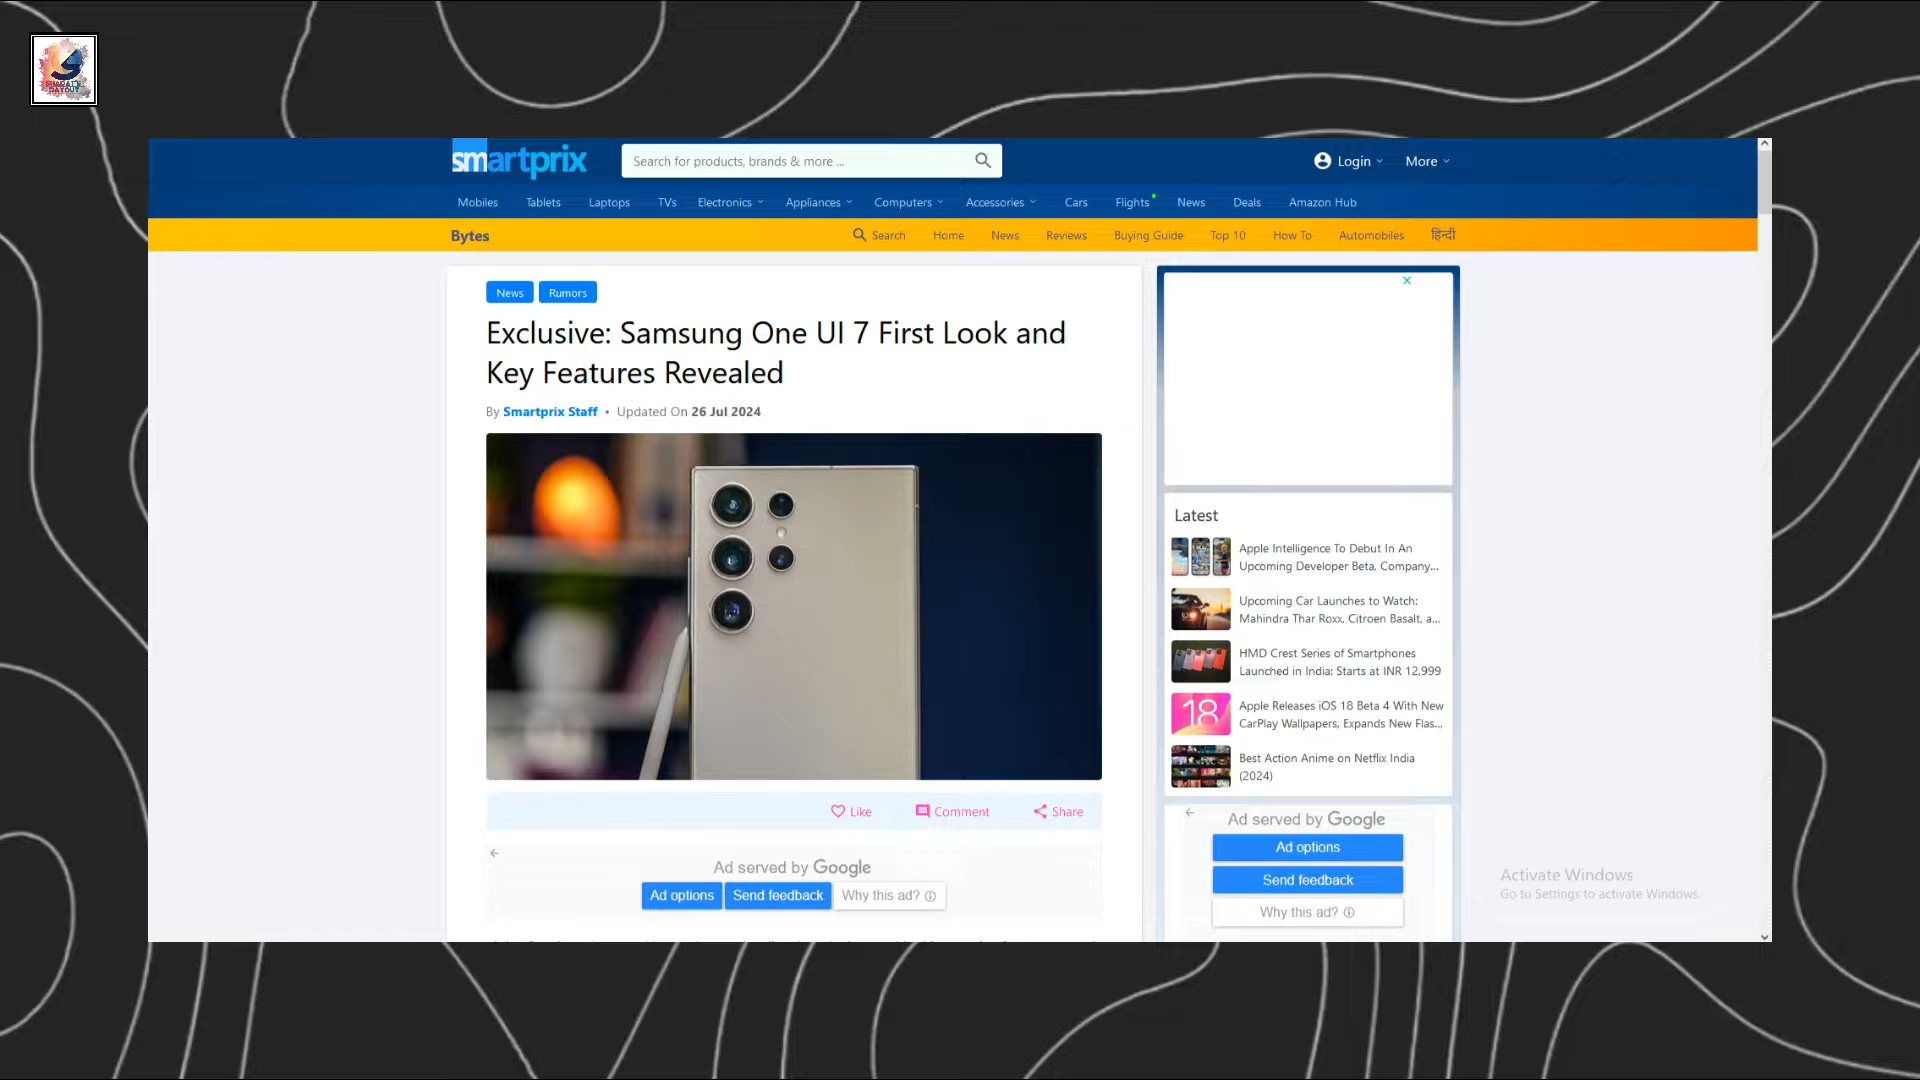 smartprix
Search for products, brands & more ...
Login
More
Mobiles
Tablets
Laptops
TVs
Electronics
Appliances
Computers
Accessories
Cars
Flights
News
Deals
Amazon Hub
Bytes
Search
Home
News
Reviews
Buying Guide
Top 10
How To
Automobiles
हिन्दी
News
Rumors
Exclusive: Samsung One UI 7 First Look and
Key Features Revealed
By Smartprix Staff • Updated On 26 Jul 2024
Like
Comment
Share
Ad served by Google
Ad options
Send feedback
Why this ad?
Latest
Apple Intelligence To Debut In An
Upcoming Developer Beta, Company...
Upcoming Car Launches to Watch:
Mahindra Thar Roxx, Citroen Basalt, a...
HMD Crest Series of Smartphones
Launched in India: Starts at INR 12,999
18
Apple Releases iOS 18 Beta 4 With New
CarPlay Wallpapers, Expands New Flas...
Best Action Anime on Netflix India
(2024)
Ad served by Google
Ad options
Send feedback
Why this ad?
Activate Windows
Go to Settings to activate Windows.